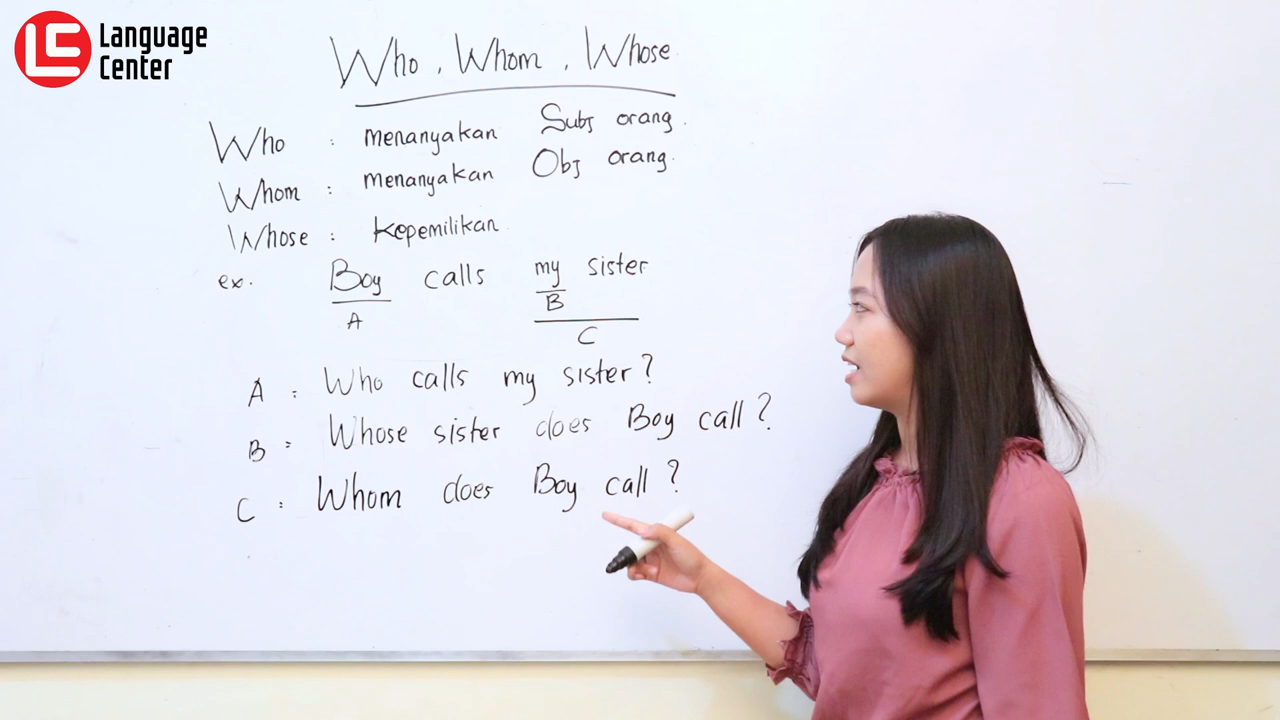 LC Language
Center
Who, Whom, Whose
Who : menanyakan Subj orang.
Whom : menanyakan Obj orang.
Whose : kepemilikan.
ex. Boy calls my sister
A B
C
A : Who calls my sister?
B : Whose sister does Boy call?
C : Whom does Boy call?